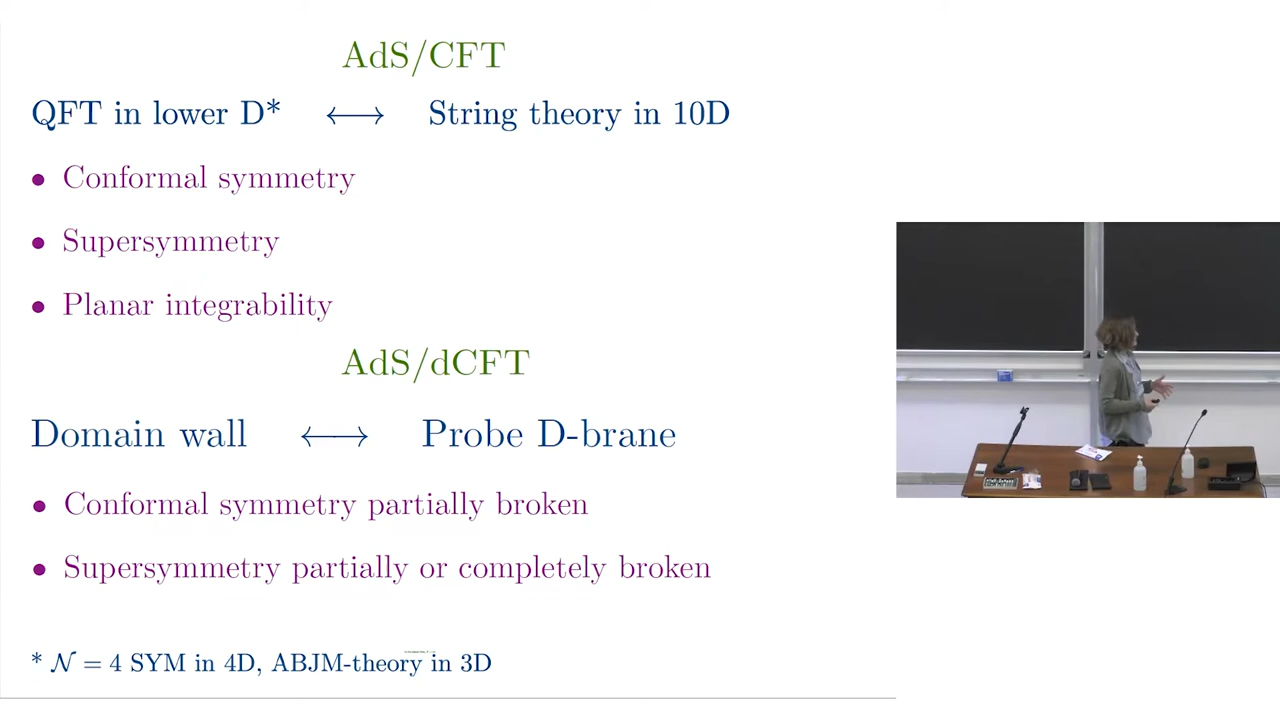 AdS/CFT
QFT in lower D* ⟷ String theory in 10D
• Conformal symmetry
• Supersymmetry
• Planar integrability
AdS/dCFT
Domain wall ⟷ Probe D-brane
• Conformal symmetry partially broken
• Supersymmetry partially or completely broken
* 𝒩 = 4 SYM in 4D, ABJM-theory in 3D